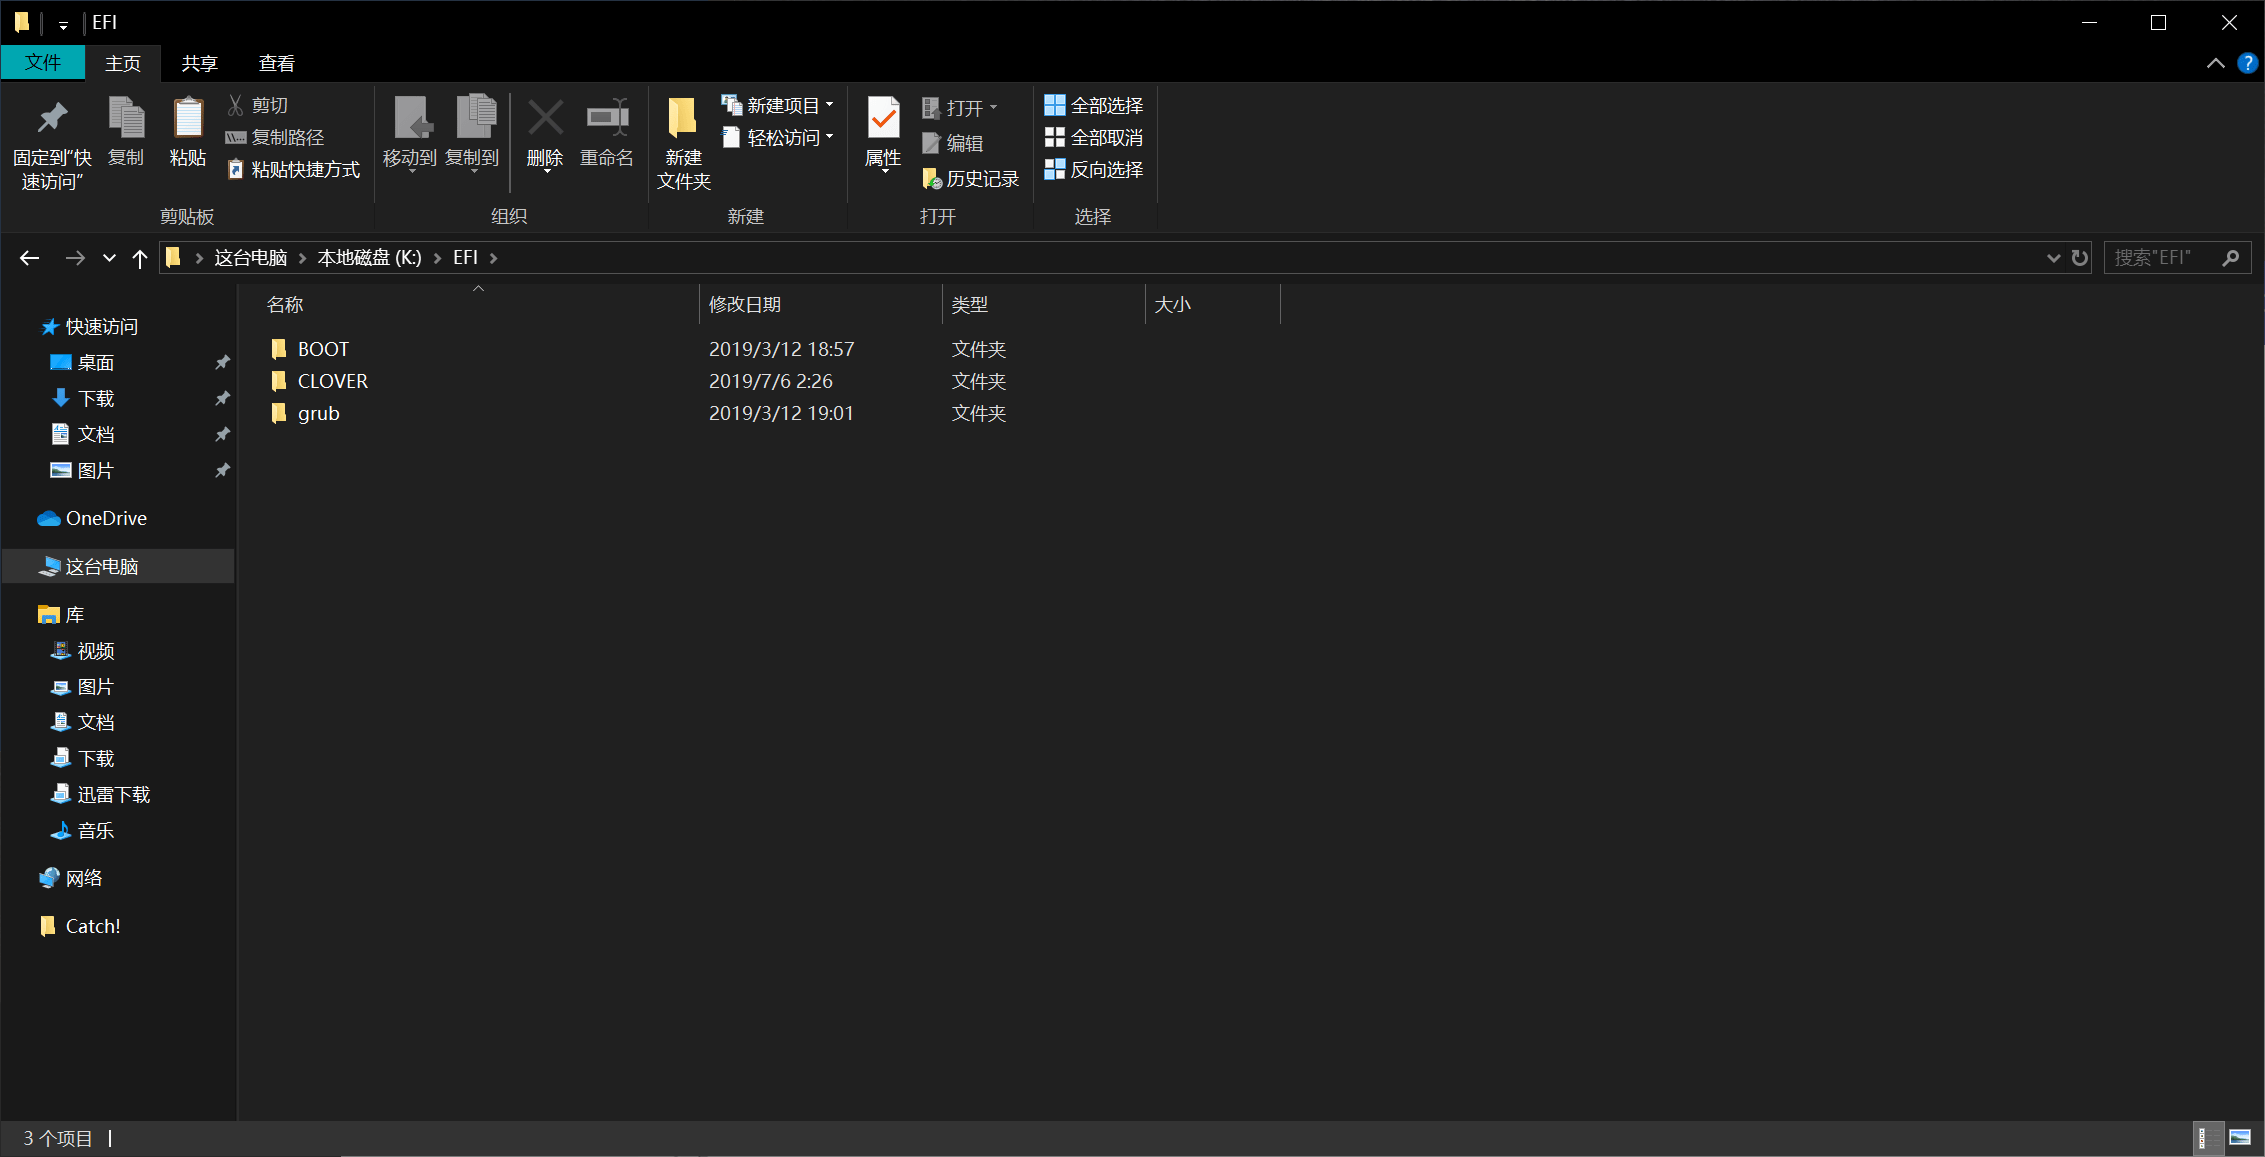 EFI
文件 主页 共享 查看
固定到"快速访问"
复制
粘贴
剪切
复制路径
粘贴快捷方式
剪贴板
移动到
复制到
删除
重命名
组织
新建文件夹
新建项目
轻松访问
新建
属性
打开
编辑
历史记录
打开
全部选择
全部取消
反向选择
选择
这台电脑 本地磁盘 (K:) EFI
搜索"EFI"
快速访问
桌面
下载
文档
图片
OneDrive
这台电脑
库
视频
图片
文档
下载
迅雷下载
音乐
网络
Catch!
名称 修改日期 类型 大小
BOOT 2019/3/12 18:57 文件夹
CLOVER 2019/7/6 2:26 文件夹
grub 2019/3/12 19:01 文件夹
3 个项目